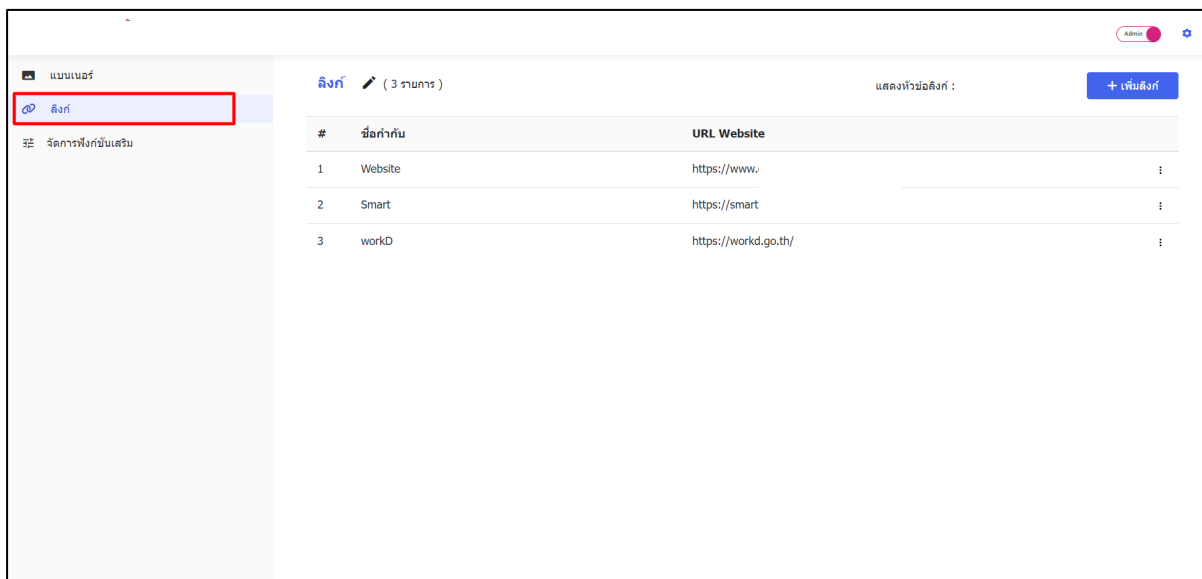 Admin
แบนเนอร์
ลิงก์
จัดการฟังก์ชันเสริม
ลิงก์ ( 3 รายการ ) แสดงหัวข้อลิงก์ : + เพิ่มลิงก์
# ชื่อกำกับ URL Website
1 Website https://www.
2 Smart https://smart
3 workD https://workd.go.th/